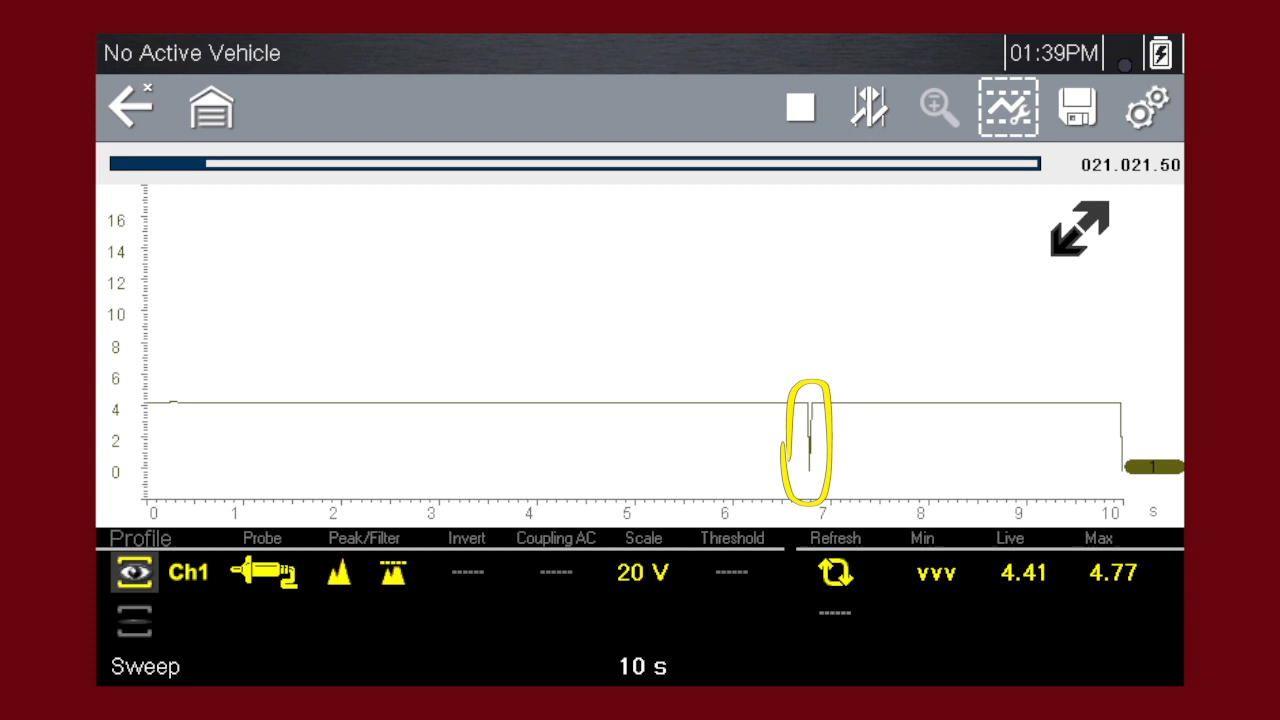 No Active Vehicle 01:39PM
021.021.50
16
14
12
10
8
6
4
2
0
1
0 1 2 3 4 5 6 7 8 9 10 s
Profile Probe Peak/Filter Invert Coupling AC Scale Threshold Refresh Min Live Max
Ch1 ------ ------ 20 V ------ vvv 4.41 4.77
------
Sweep 10 s